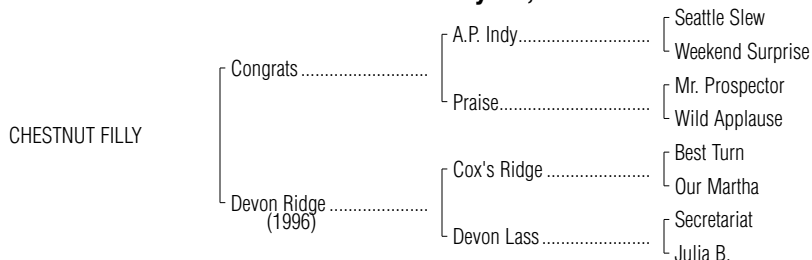 Seattle Slew
A.P. Indy
Weekend Surprise
Congrats
Mr. Prospector
Praise
Wild Applause
CHESTNUT FILLY
Best Turn
Cox's Ridge
Our Martha
Devon Ridge
(1996)
Secretariat
Devon Lass
Julia B.